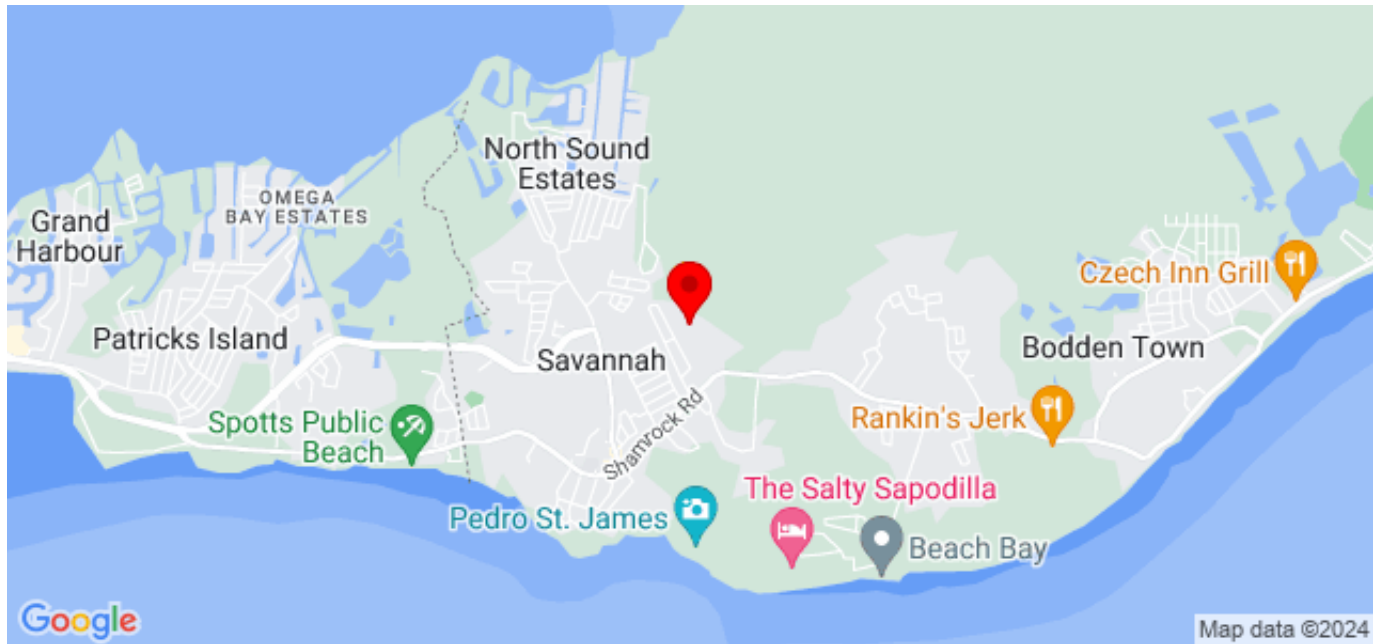 North Sound
Estates
OMEGA
BAY ESTATES
Grand
Harbour
Czech Inn Grill
Patricks Island
Savannah
Bodden Town
Spotts Public
Beach
Shamrock Rd
Rankin's Jerk
The Salty Sapodilla
Pedro St. James
Beach Bay
Google
Map data ©2024